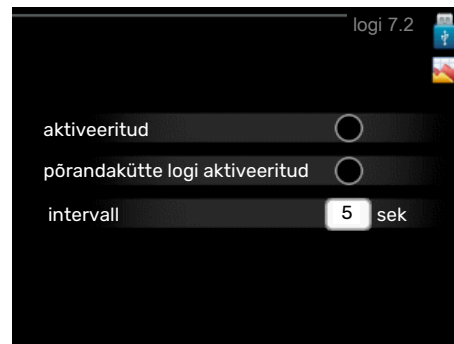 logi 7.2
aktiveeritud
põrandakütte logi aktiveeritud
intervall 5 sek